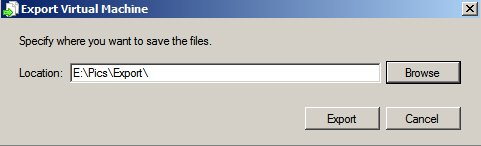 Export Virtual Machine
Specify where you want to save the files.
Location: E:\Pics\Export\ Browse
Export Cancel